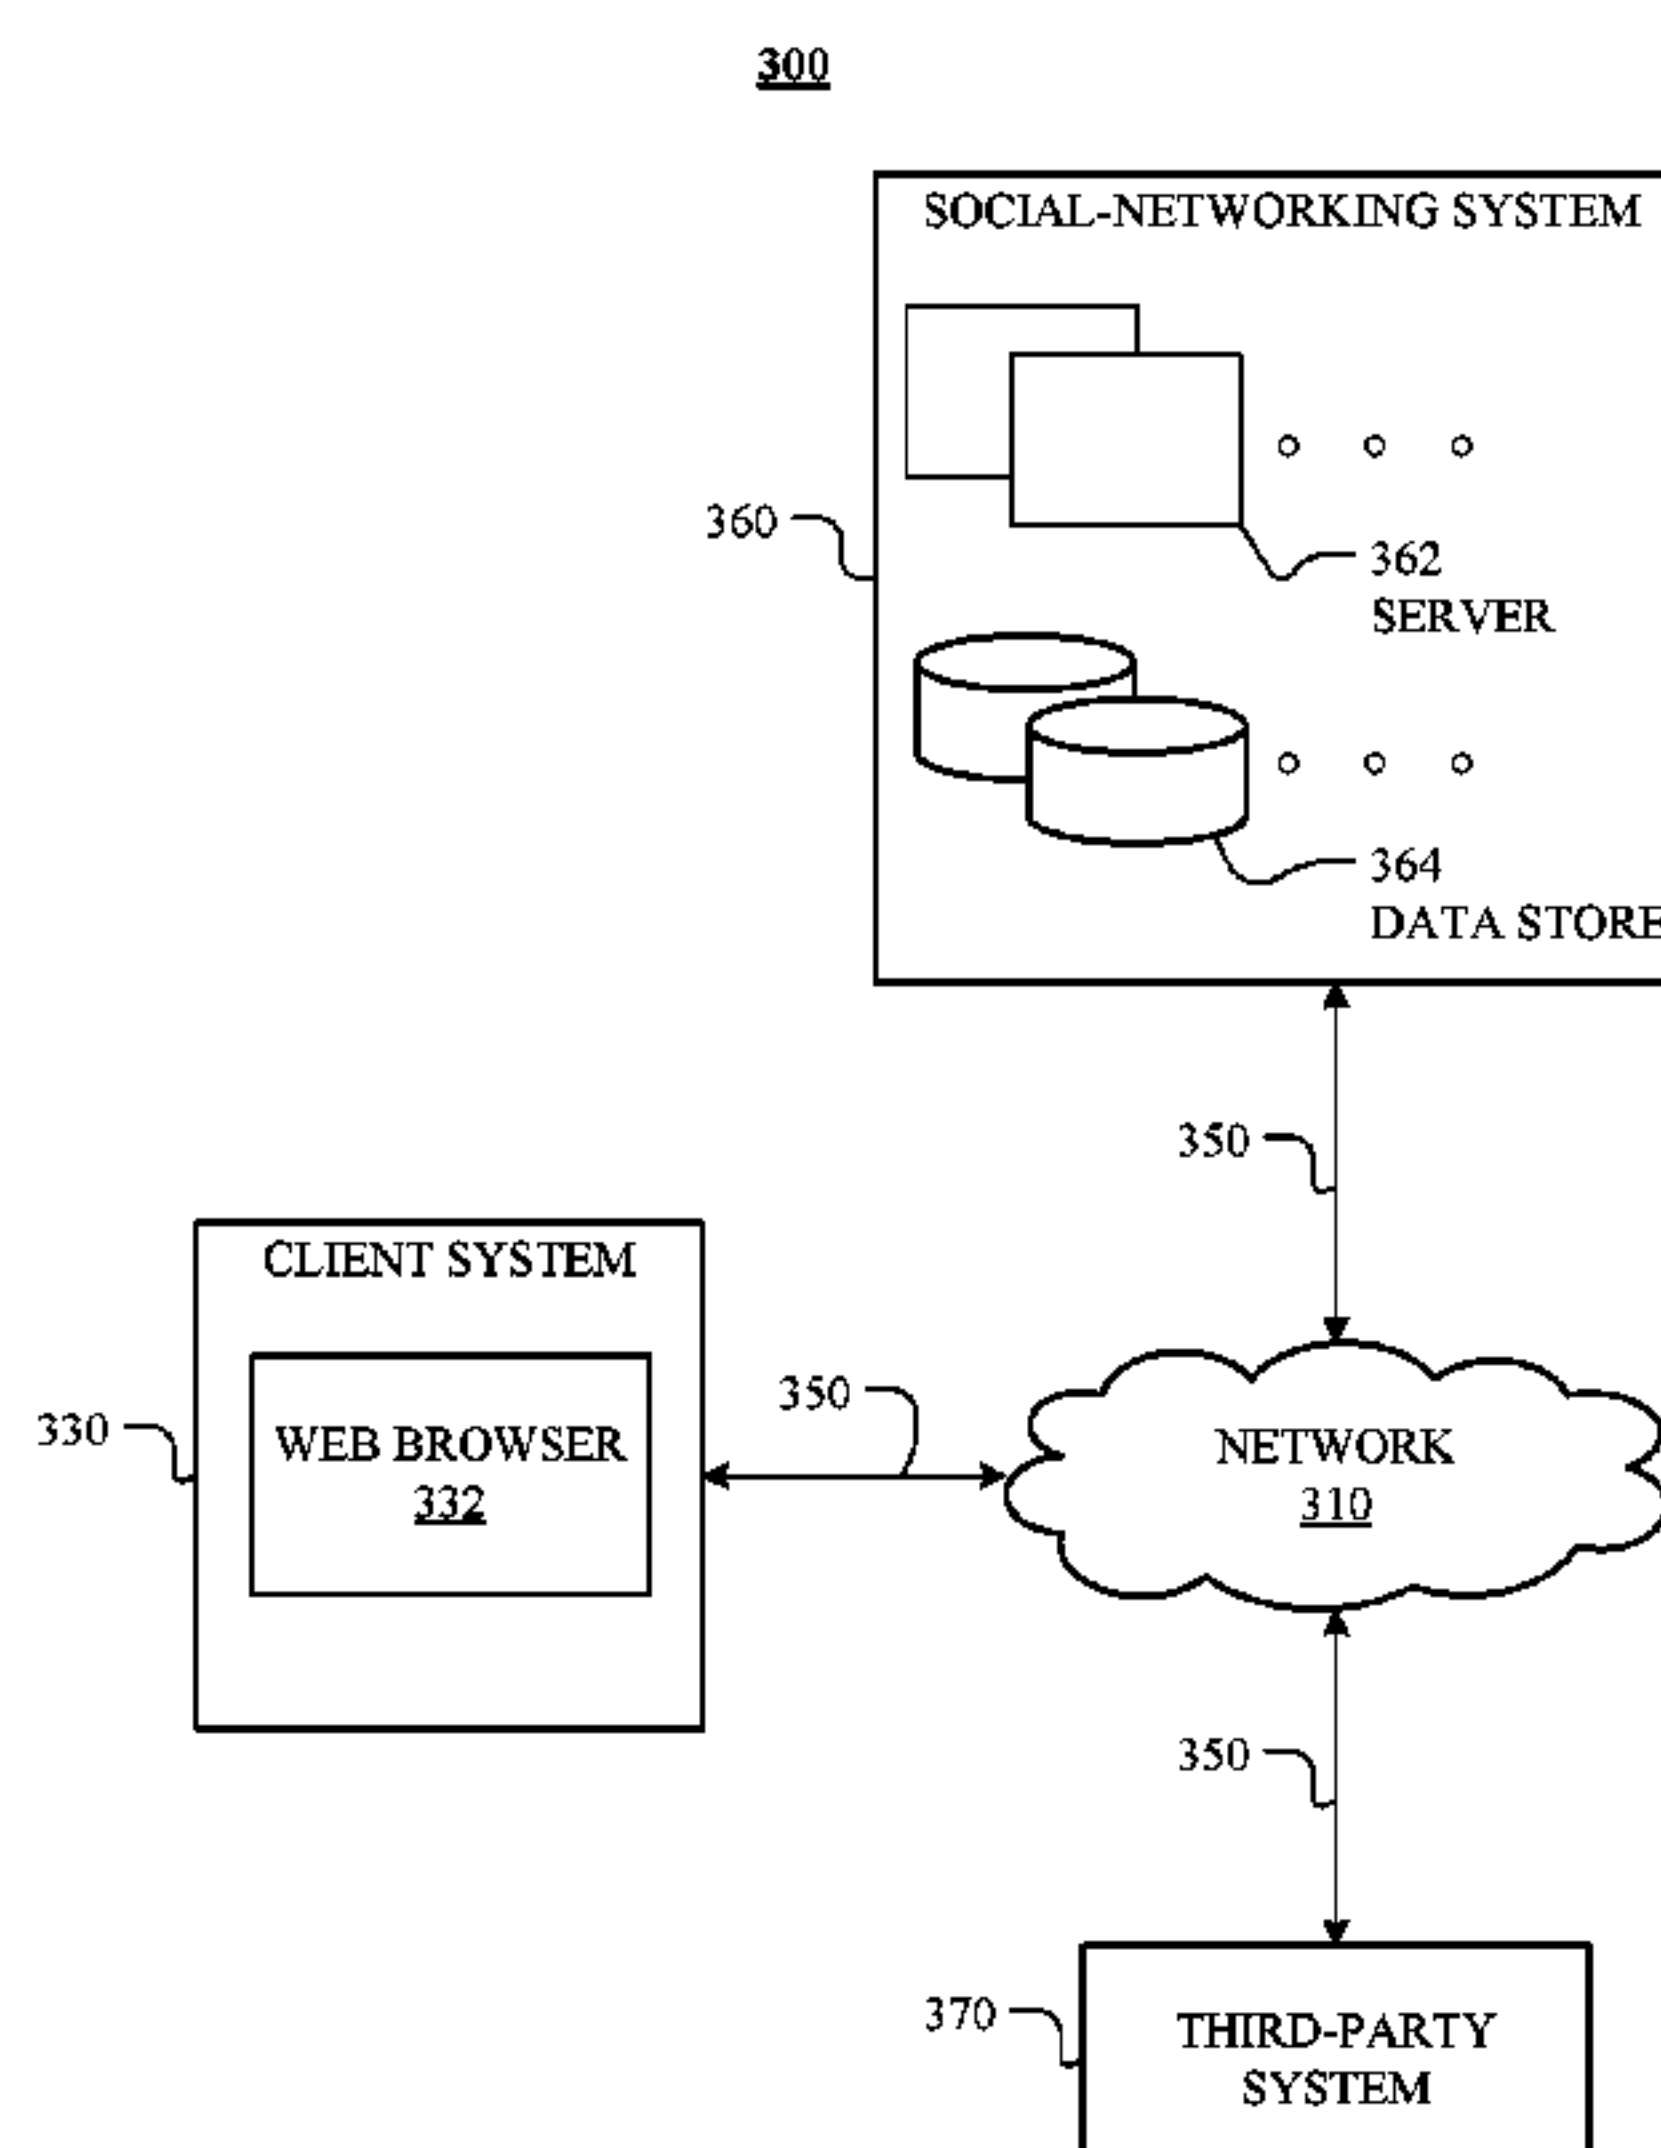 300
SOCIAL-NETWORKING SYSTEM
360
362
SERVER
364
DATA STORE
350
CLIENT SYSTEM
330
WEB BROWSER
332
350
NETWORK
310
350
370
THIRD-PARTY
SYSTEM